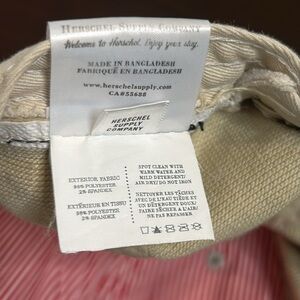 HERSCHEL SUPPLY COMPANY
Welcome to Herschel. Enjoy your stay.
MADE IN BANGLADESH
FABRIQUÉ EN BANGLADESH
www.herschelsupply.com
CA#55688
HERSCHEL
SUPPLY
COMPANY
EXTERIOR FABRIC
98% POLYESTER
2% SPANDEX
EXTÉRIEUR EN TISSU
98% POLYESTER
2% SPANDEX
SPOT CLEAN WITH
WARM WATER AND
MILD DETERGENT/
AIR DRY/DO NOT IRON
NETTOYER LES TÂCHES
AVEC DE L'EAU TIÈDE ET
UN DÉTERGENT DOUX/
FAIRE SÉCHER À L'AIR/
NE PAS REPASSER